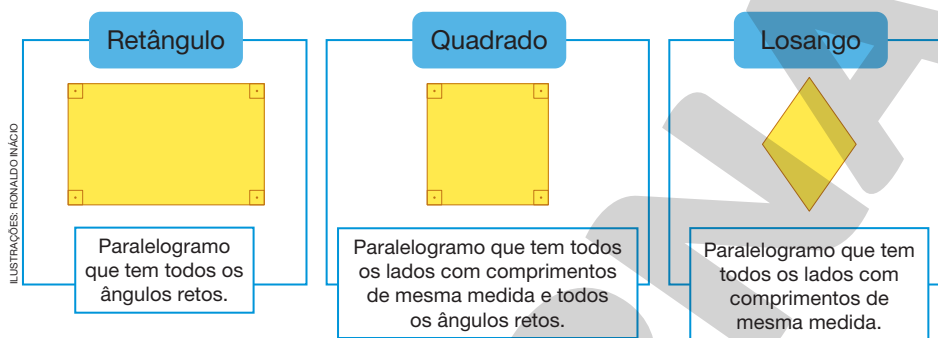 Retângulo
Quadrado
Losango
ILUSTRAÇÕES: RONALDO INÁCIO
Paralelogramo
que tem todos os
ângulos retos.
Paralelogramo que tem todos
os lados com comprimentos
de mesma medida e todos
os ângulos retos.
Paralelogramo que tem
todos os lados com
comprimentos de
mesma medida.